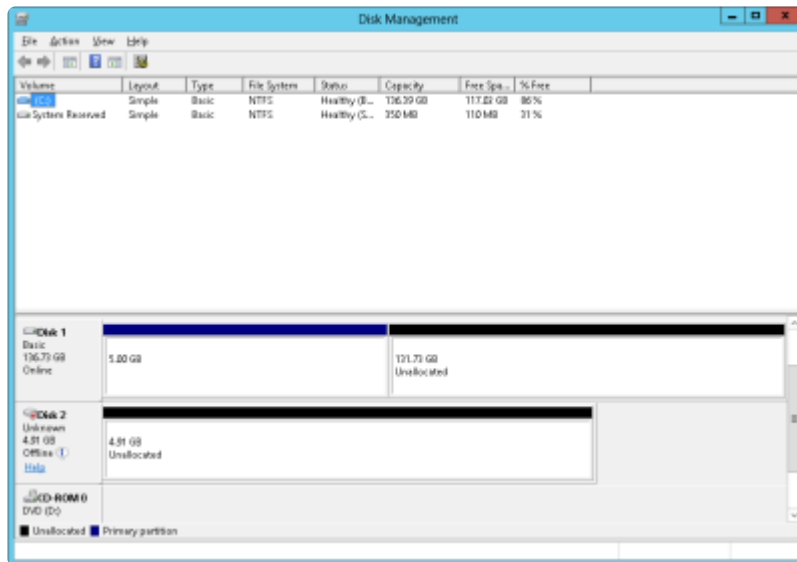 Disk Management
File Action View Help
Volume Layout Type File System Status Capacity Free Spa... % Free
(C:) Simple Basic NTFS Healthy (B... 136.39 GB 117.02 GB 86 %
System Reserved Simple Basic NTFS Healthy (S... 350 MB 110 MB 31 %
Disk 1
Basic
136.73 GB
Online
5.00 GB
131.73 GB
Unallocated
Disk 2
Unknown
4.91 GB
Offline
Help
4.91 GB
Unallocated
CD-ROM 0
DVD (D:)
Unallocated Primary partition